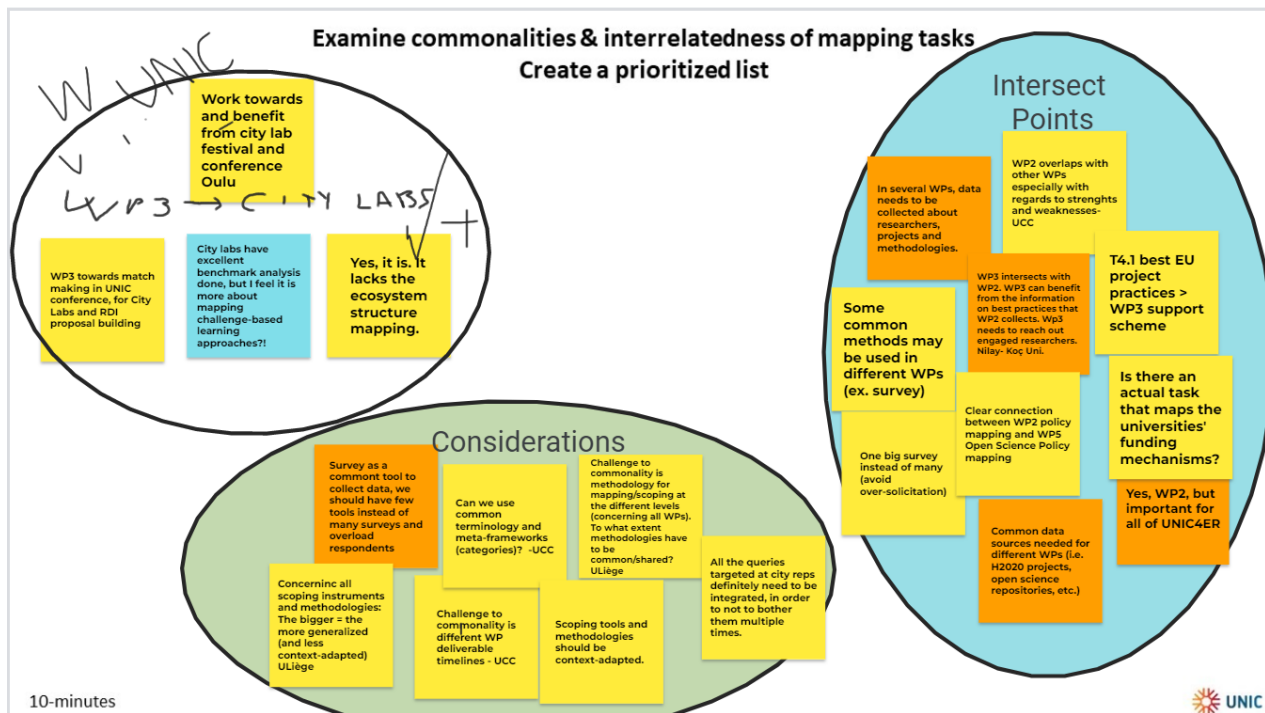 Examine commonalities & interrelatedness of mapping tasks
Create a prioritized list
W
UNIC
Work towards
and benefit
from city lab
festival and
conference
Oulu
WP3 → CITY LABS
+
WP3 towards match
making in UNIC
conference, for City
Labs and RDI
proposal building
City labs have
excellent
benchmark analysis
done, but I feel it is
more about
mapping
challenge-based
learning
approaches?!
Yes, it is. It
lacks the
ecosystem
structure
mapping.
Intersect
Points
In several WPs, data
needs to be
collected about
researchers,
projects and
methodologies.
WP2 overlaps with
other WPs
especially with
regards to strenghts
and weaknesses-
UCC
Some
common
methods may
be used in
different WPs
(ex. survey)
WP3 intersects with
WP2. WP3 can benefit
from the information
on best practices that
WP2 collects. Wp3
needs to reach out
engaged researchers.
Nilay- Koç Uni.
T4.1 best EU
project
practices >
WP3 support
scheme
One big survey
instead of many
(avoid
over-solicitation)
Clear connection
between WP2 policy
mapping and WP5
Open Science Policy
mapping
Is there an
actual task
that maps the
universities'
funding
mechanisms?
Yes, WP2, but
important for
all of UNIC4ER
Common data
sources needed for
different WPs (i.e.
H2020 projects,
open science
repositories, etc.)
Considerations
Survey as a
commont tool to
collect data, we
should have few
tools instead of
many surveys and
overload
respondents
Can we use
common
terminology and
meta-frameworks
(categories)? -UCC
Challenge to
commonality is
methodology for
mapping/scoping at
the different levels
(concerning all WPs).
To what extent
methodologies have
to be
common/shared?
ULiège
All the queries
targeted at city reps
definitely need to be
integrated, in order
to not to bother
them multiple
times.
Concerninc all
scoping instruments
and methodologies:
The bigger = the
more generalized
(and less
context-adapted)
ULiège
Challenge to
commonality is
different WP
deliverable
timelines - UCC
Scoping tools and
methodologies
should be
context-adapted.
10-minutes
UNIC